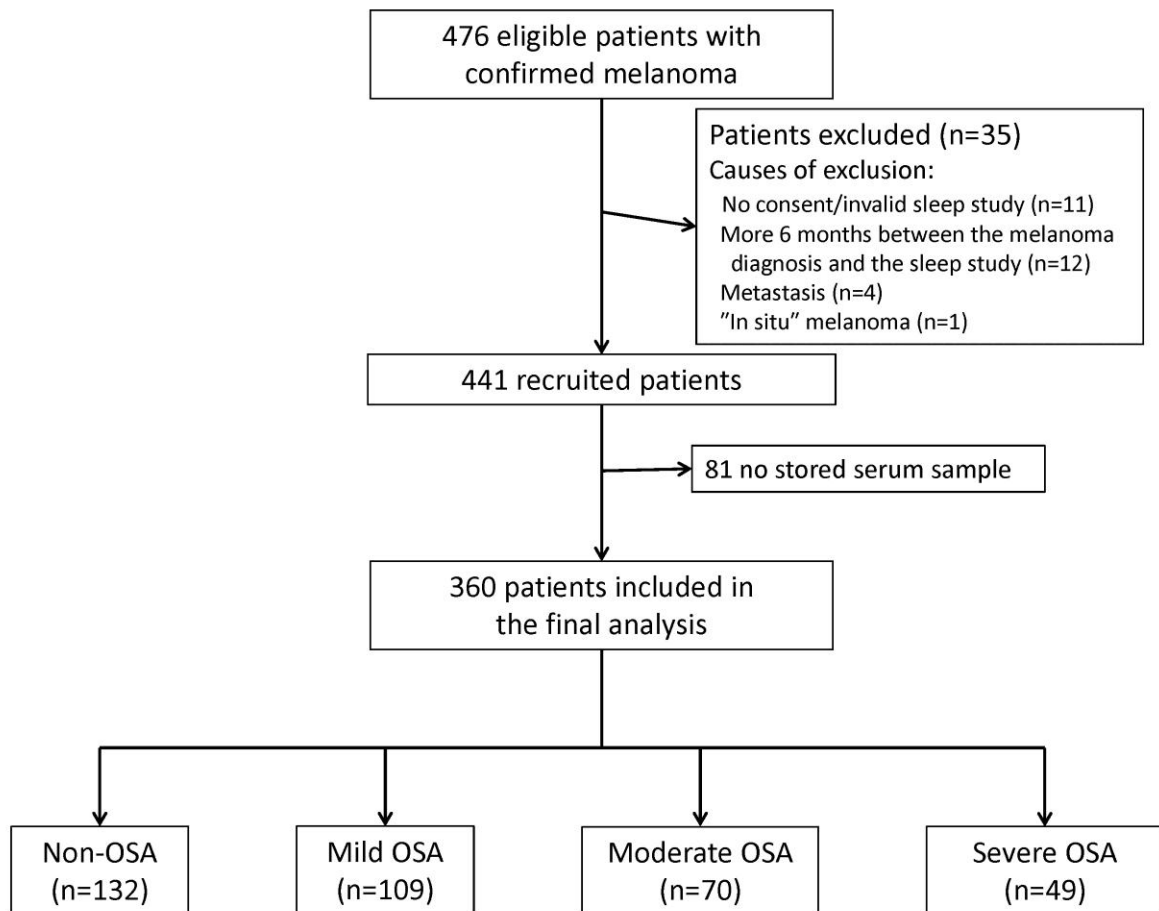 476 eligible patients with
confirmed melanoma
Patients excluded (n=35)
Causes of exclusion:
No consent/invalid sleep study (n=11)
More 6 months between the melanoma
diagnosis and the sleep study (n=12)
Metastasis (n=4)
”In situ” melanoma (n=1)
441 recruited patients
81 no stored serum sample
360 patients included in
the final analysis
Non-OSA
(n=132)
Mild OSA
(n=109)
Moderate OSA
(n=70)
Severe OSA
(n=49)